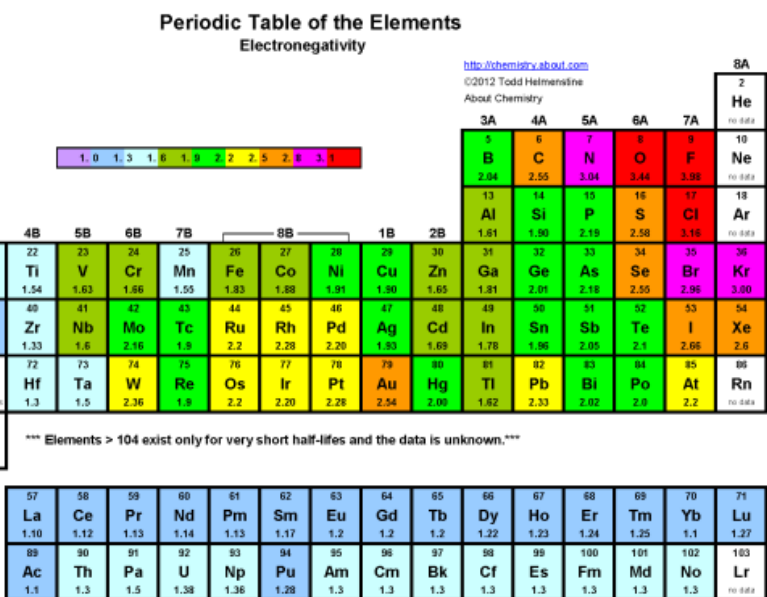 Periodic Table of the Elements
Electronegativity
http://chemistry.about.com
©2012 Todd Helmenstine
About Chemistry
8A
2
He
no data
3A 4A 5A 6A 7A
1.0 1.3 1.6 1.9 2.2 2.5 2.8 3.1
5 6 7 8 9 10
B C N O F Ne
2.04 2.55 3.04 3.44 3.98 no data
13 14 15 16 17 18
Al Si P S Cl Ar
1.61 1.90 2.19 2.58 3.16 no data
4B 5B 6B 7B 8B 1B 2B
22 23 24 25 26 27 28 29 30 31 32 33 34 35 36
Ti V Cr Mn Fe Co Ni Cu Zn Ga Ge As Se Br Kr
1.54 1.63 1.66 1.55 1.83 1.88 1.91 1.90 1.65 1.81 2.01 2.18 2.55 2.96 3.00
40 41 42 43 44 45 46 47 48 49 50 51 52 53 54
Zr Nb Mo Tc Ru Rh Pd Ag Cd In Sn Sb Te I Xe
1.33 1.6 2.16 1.9 2.2 2.28 2.20 1.93 1.69 1.78 1.96 2.05 2.1 2.66 2.6
72 73 74 75 76 77 78 79 80 81 82 83 84 85 86
Hf Ta W Re Os Ir Pt Au Hg Tl Pb Bi Po At Rn
1.3 1.5 2.36 1.9 2.2 2.20 2.28 2.54 2.00 1.62 2.33 2.02 2.0 2.2 no data
*** Elements > 104 exist only for very short half-lifes and the data is unknown.***
57 58 59 60 61 62 63 64 65 66 67 68 69 70 71
La Ce Pr Nd Pm Sm Eu Gd Tb Dy Ho Er Tm Yb Lu
1.10 1.12 1.13 1.14 1.13 1.17 1.2 1.2 1.2 1.22 1.23 1.24 1.25 1.1 1.27
89 90 91 92 93 94 95 96 97 98 99 100 101 102 103
Ac Th Pa U Np Pu Am Cm Bk Cf Es Fm Md No Lr
1.1 1.3 1.5 1.38 1.36 1.28 1.3 1.3 1.3 1.3 1.3 1.3 1.3 1.3 no data